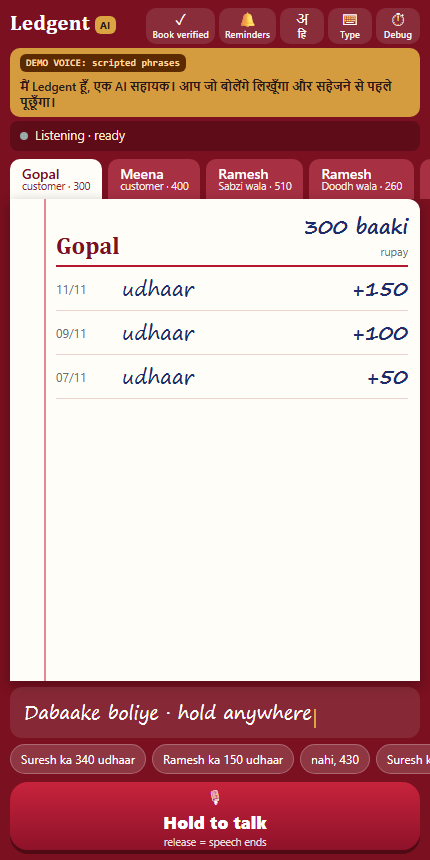 Ledgent AI
✓ Book verified
🔔 Reminders
अ हि
⌨ Type
⏱ Debug
DEMO VOICE: scripted phrases
मैं Ledgent हूँ, एक AI सहायक। आप जो बोलेंगे लिखूँगा और सहेजने से पहले
पूछूँगा।
Listening · ready
Gopal
customer · 300
Meena
customer · 400
Ramesh
Sabzi wala · 510
Ramesh
Doodh wala · 260
300 baaki
Gopal
rupay
11/11 udhaar +150
09/11 udhaar +100
07/11 udhaar +50
Dabaake boliye · hold anywhere
Suresh ka 340 udhaar
Ramesh ka 150 udhaar
nahi, 430
Suresh k
Hold to talk
release = speech ends